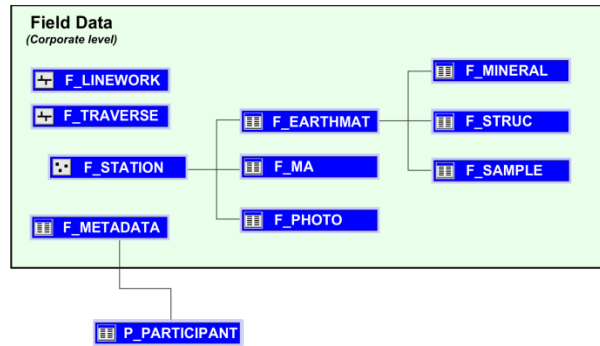 Field Data
(Corporate level)
F_LINEWORK
F_TRAVERSE
F_STATION
F_METADATA
F_EARTHMAT
F_MA
F_PHOTO
F_MINERAL
F_STRUC
F_SAMPLE
P_PARTICIPANT